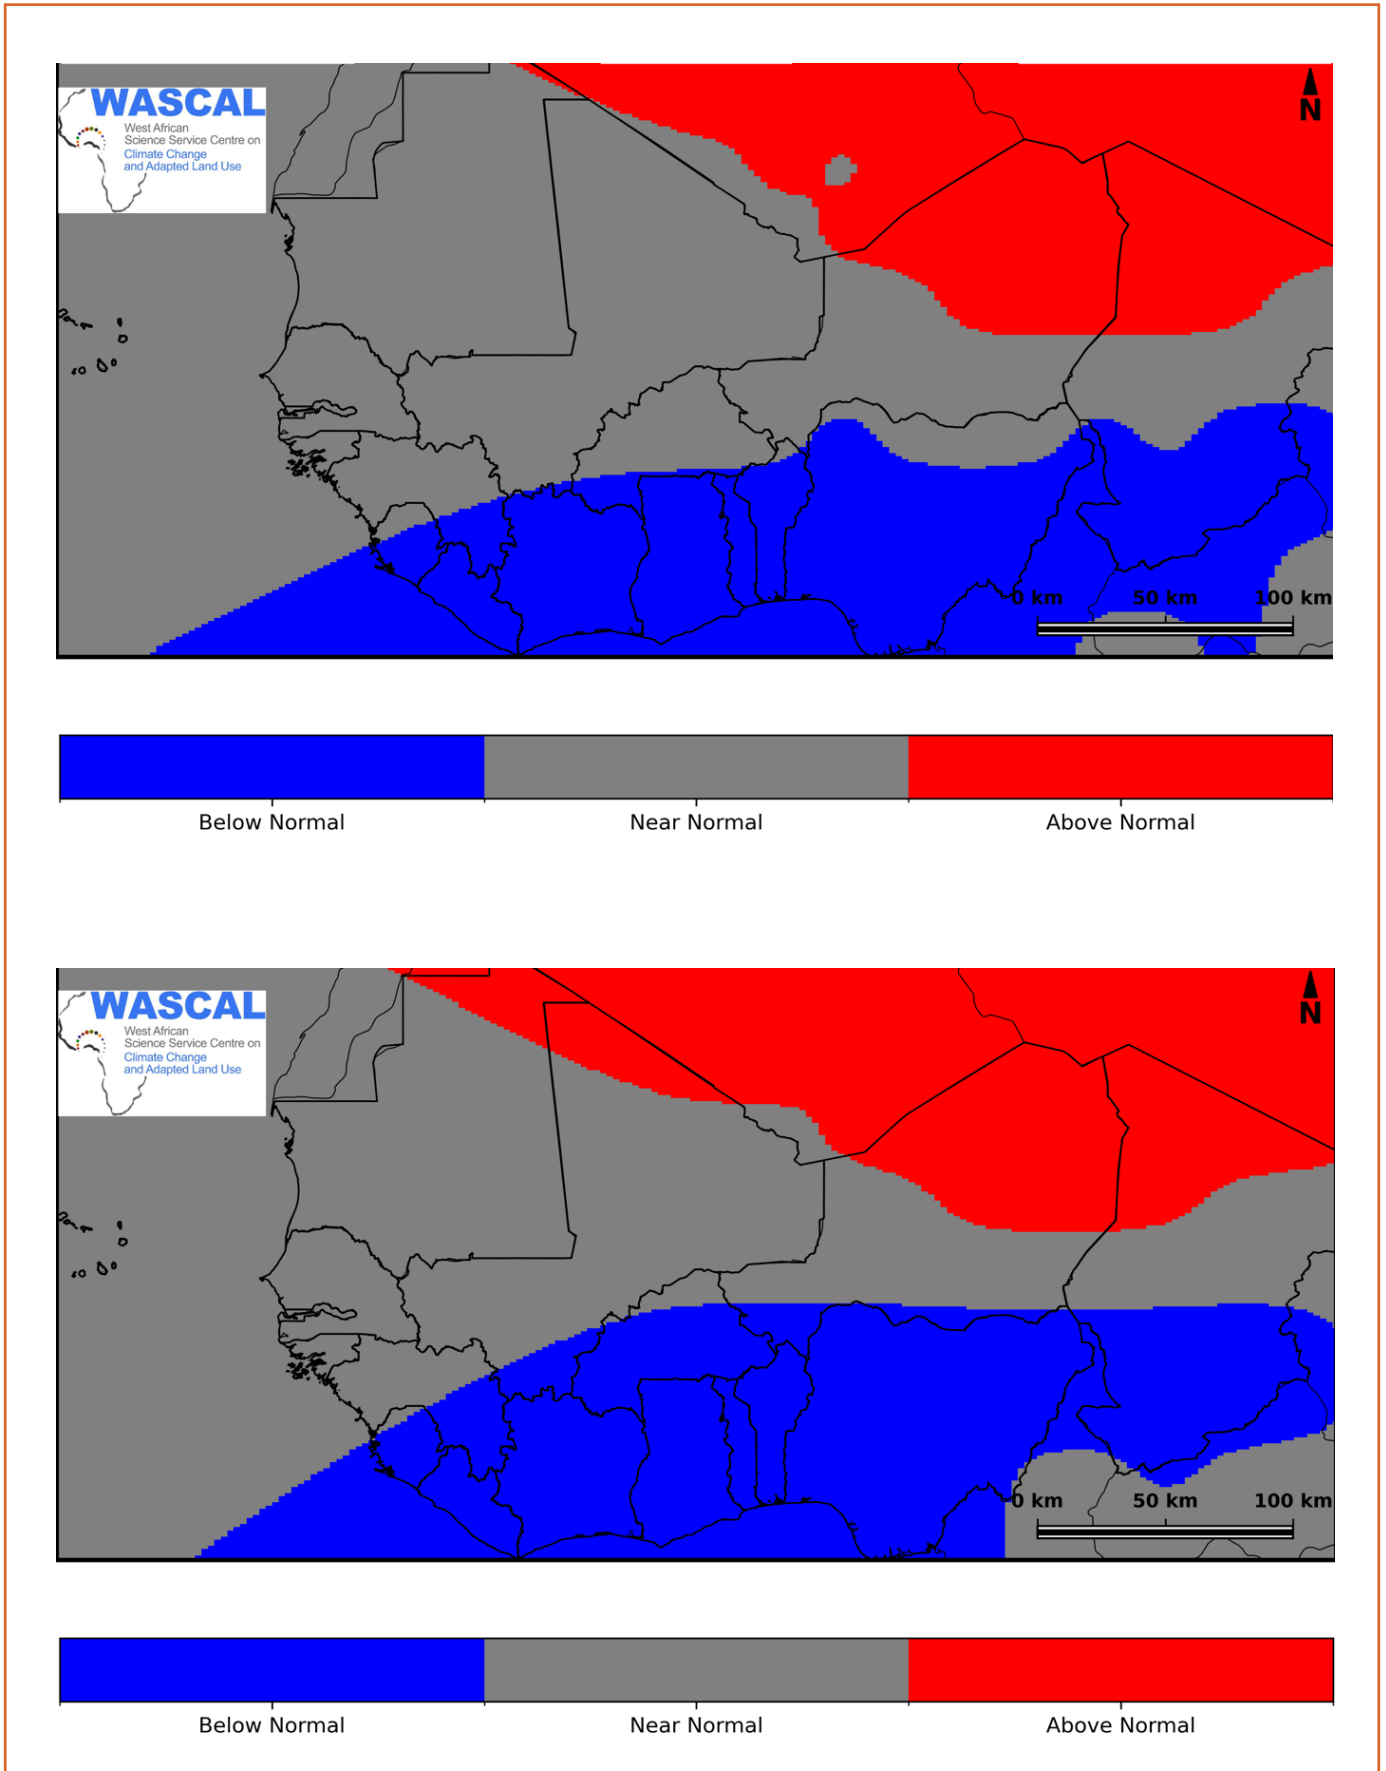 WASCAL
West African
Science Service Centre on
Climate Change
and Adapted Land Use
N
0 km 50 km 100 km
Below Normal Near Normal Above Normal
WASCAL
West African
Science Service Centre on
Climate Change
and Adapted Land Use
N
0 km 50 km 100 km
Below Normal Near Normal Above Normal